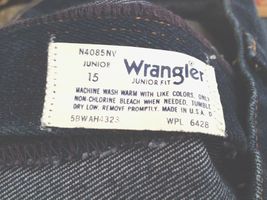 N4085NV
JUNIOR
15
Wrangler
JUNIOR FIT
MACHINE WASH WARM WITH LIKE COLORS. ONLY
NON-CHLORINE BLEACH WHEN NEEDED. TUMBLE
DRY LOW. REMOVE PROMPTLY. MADE IN U.S.A.
5BWAH4323 WPL 6428